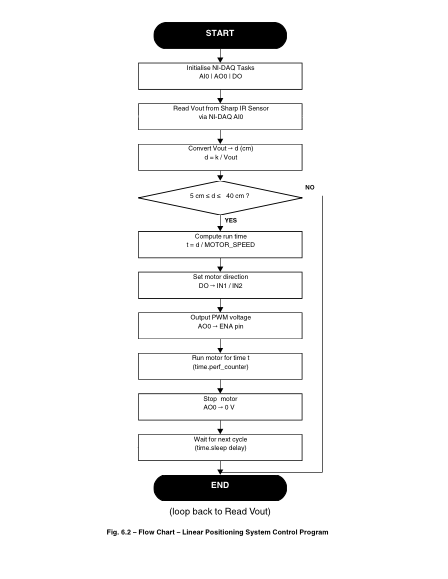 START
Initialise NI-DAQ Tasks
AI0 | AO0 | DO
Read Vout from Sharp IR Sensor
via NI-DAQ AI0
Convert Vout → d (cm)
d = k / Vout
5 cm ≤ d ≤ 40 cm ?
NO
YES
Compute run time
t = d / MOTOR_SPEED
Set motor direction
DO → IN1 / IN2
Output PWM voltage
AO0 → ENA pin
Run motor for time t
(time.perf_counter)
Stop motor
AO0 → 0 V
Wait for next cycle
(time.sleep delay)
END
(loop back to Read Vout)
Fig. 6.2 – Flow Chart – Linear Positioning System Control Program